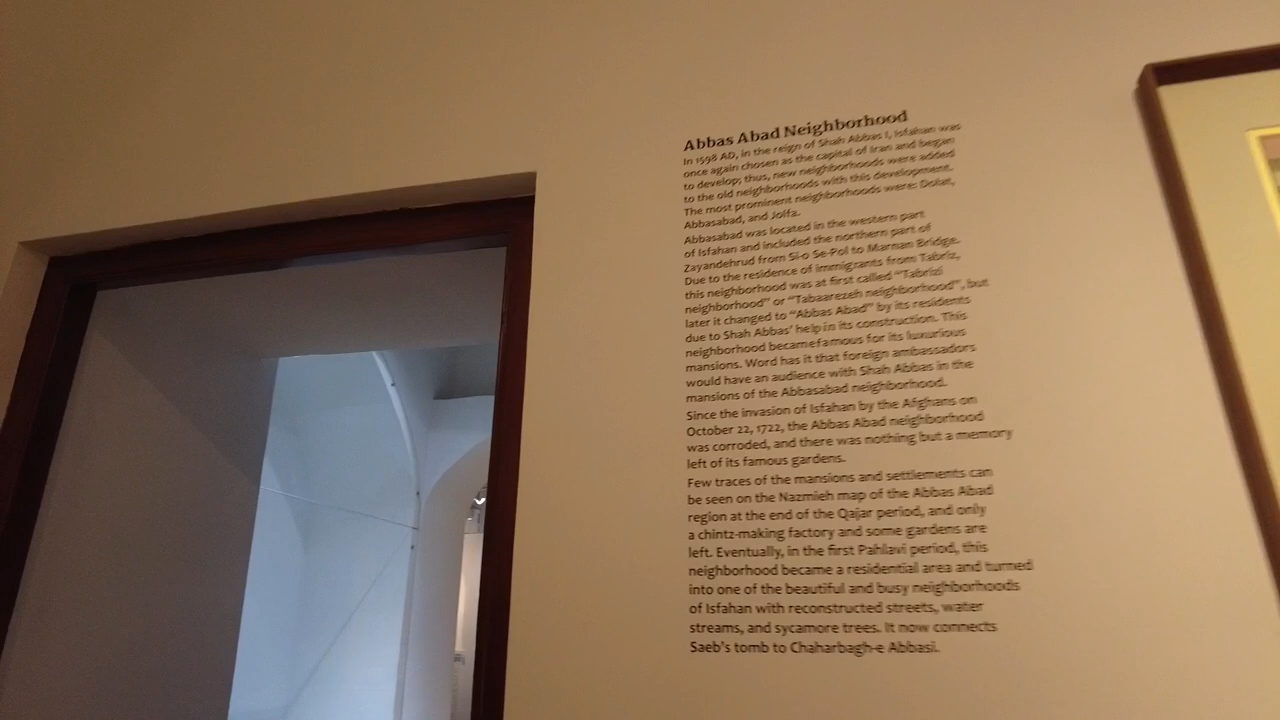 Abbas Abad Neighborhood
In 1598 AD, in the reign of Shah Abbas I, Isfahan was
once again chosen as the capital of Iran and began
to develop; thus, new neighborhoods were added
to the old neighborhoods with this development.
The most prominent neighborhoods were: Dolat,
Abbasabad, and Jolfa.
Abbasabad was located in the western part
of Isfahan and included the northern part of
Zayandehrud from Si-o Se-Pol to Marnan Bridge.
Due to the residence of immigrants from Tabriz,
this neighborhood was at first called “Tabrizi
neighborhood” or “Tabaarezeh neighborhood”, but
later it changed to “Abbas Abad” by its residents
due to Shah Abbas’ help in its construction. This
neighborhood became famous for its luxurious
mansions. Word has it that foreign ambassadors
would have an audience with Shah Abbas in the
mansions of the Abbasabad neighborhood.
Since the invasion of Isfahan by the Afghans on
October 22, 1722, the Abbas Abad neighborhood
was corroded, and there was nothing but a memory
left of its famous gardens.
Few traces of the mansions and settlements can
be seen on the Nazmieh map of the Abbas Abad
region at the end of the Qajar period, and only
a chintz-making factory and some gardens are
left. Eventually, in the first Pahlavi period, this
neighborhood became a residential area and turned
into one of the beautiful and busy neighborhoods
of Isfahan with reconstructed streets, water
streams, and sycamore trees. It now connects
Saeb’s tomb to Chaharbagh-e Abbasi.